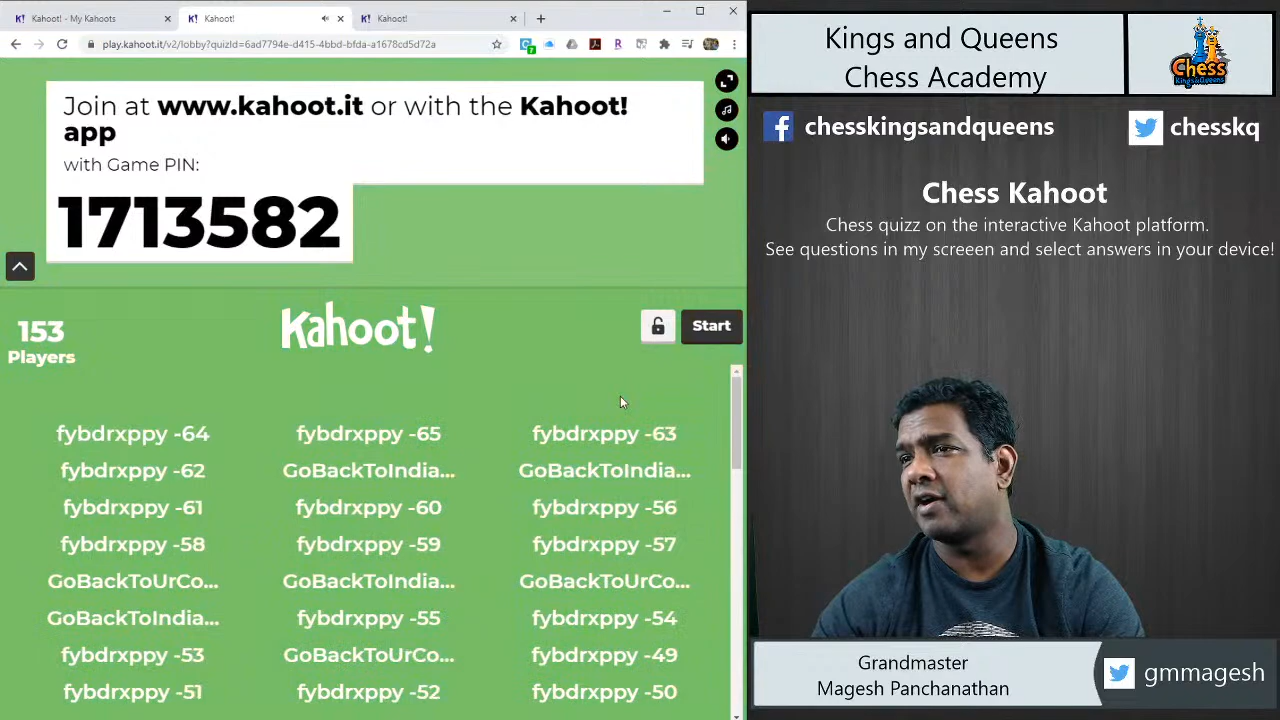 Kahoot! - My Kahoots
Kahoot!
Kahoot!
play.kahoot.it/v2/lobby?quizId=6ad7794e-d415-4bbd-bfda-a1678cd5d72a
Join at www.kahoot.it or with the Kahoot!
app
with Game PIN:
1713582
153
Players
Kahoot!
Start
fybdrxppy -64 fybdrxppy -65 fybdrxppy -63
fybdrxppy -62 GoBackToIndia... GoBackToIndia...
fybdrxppy -61 fybdrxppy -60 fybdrxppy -56
fybdrxppy -58 fybdrxppy -59 fybdrxppy -57
GoBackToUrCo... GoBackToIndia... GoBackToUrCo...
GoBackToIndia... fybdrxppy -55 fybdrxppy -54
fybdrxppy -53 GoBackToUrCo... fybdrxppy -49
fybdrxppy -51 fybdrxppy -52 fybdrxppy -50
Kings and Queens
Chess Academy
Chess
Kings&Queens
chesskingsandqueens
chesskq
Chess Kahoot
Chess quizz on the interactive Kahoot platform.
See questions in my screeen and select answers in your device!
Grandmaster
Magesh Panchanathan
gmmagesh